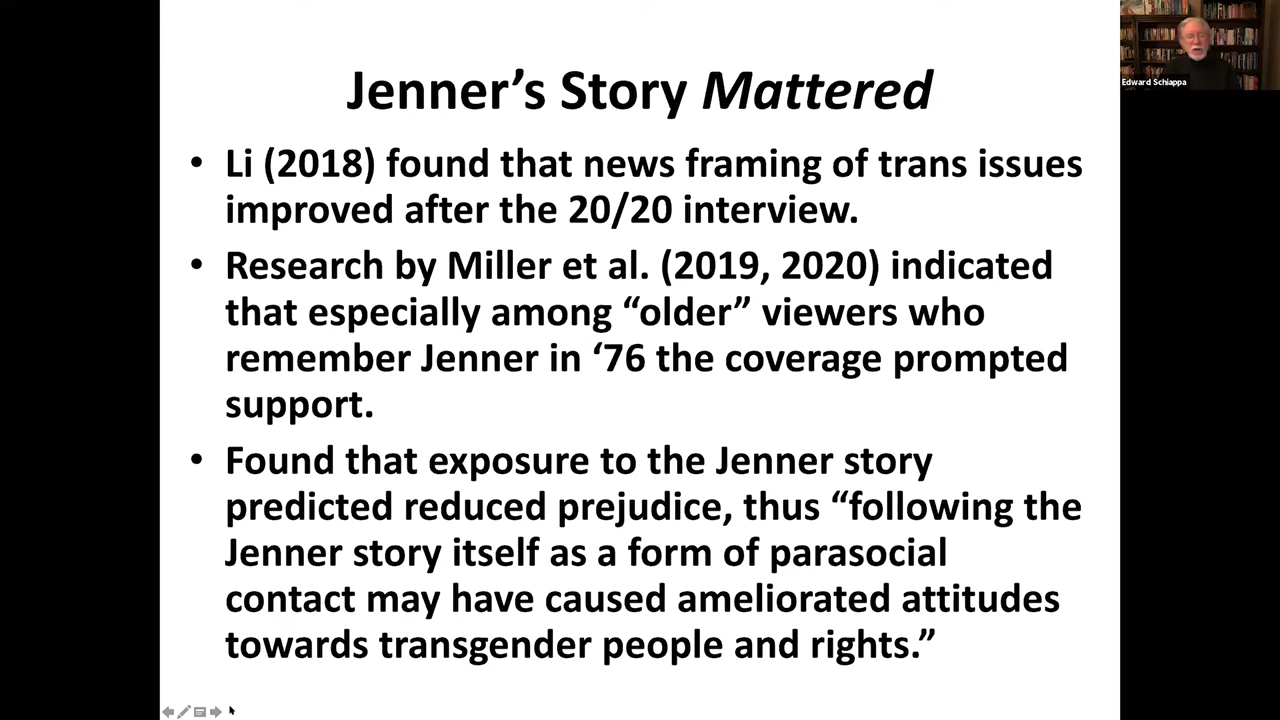 Jenner’s Story Mattered
• Li (2018) found that news framing of trans issues
improved after the 20/20 interview.
• Research by Miller et al. (2019, 2020) indicated
that especially among “older” viewers who
remember Jenner in ‘76 the coverage prompted
support.
• Found that exposure to the Jenner story
predicted reduced prejudice, thus “following the
Jenner story itself as a form of parasocial
contact may have caused ameliorated attitudes
towards transgender people and rights.”
Edward Schiappa